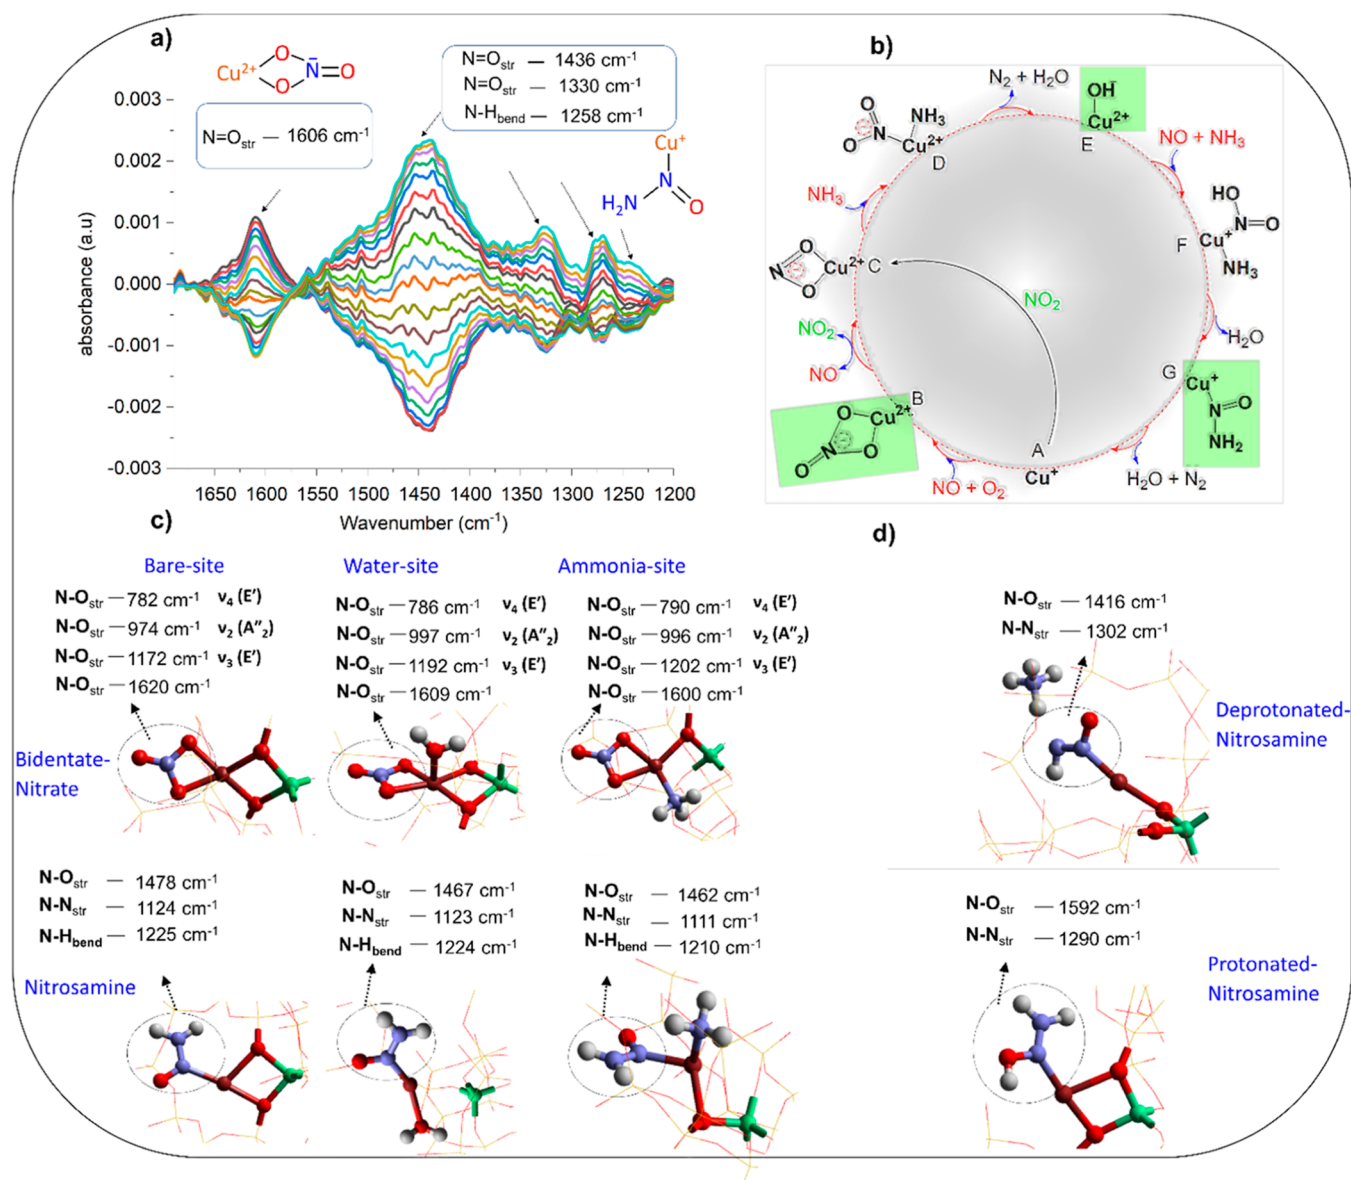 a)
Cu2+
O
O
N
–
O
N=Ostr — 1606 cm-1
N=Ostr — 1436 cm-1
N=Ostr — 1330 cm-1
N-Hbend — 1258 cm-1
Cu+
N
H2N
O
absorbance (a.u)
0.003
0.002
0.001
0.000
-0.001
-0.002
-0.003
1650 1600 1550 1500 1450 1400 1350 1300 1250 1200
Wavenumber (cm-1)
b)
N2 + H2O
OH-
Cu2+
E
O
N
O
NH3
Cu2+
D
NO + NH3
NH3
HO
N
O
Cu+
F
NH3
O
N
O
Cu2+
C
NO2
NO2
NO
H2O
G
Cu+
N
O
NH2
B
Cu2+
O
N
O
O
A
Cu+
NO + O2
H2O + N2
c)
Bare-site
N-Ostr — 782 cm-1 ν4 (E')
N-Ostr — 974 cm-1 ν2 (A''2)
N-Ostr — 1172 cm-1 ν3 (E')
N-Ostr — 1620 cm-1
Water-site
N-Ostr — 786 cm-1 ν4 (E')
N-Ostr — 997 cm-1 ν2 (A''2)
N-Ostr — 1192 cm-1 ν3 (E')
N-Ostr — 1609 cm-1
Ammonia-site
N-Ostr — 790 cm-1 ν4 (E')
N-Ostr — 996 cm-1 ν2 (A''2)
N-Ostr — 1202 cm-1 ν3 (E')
N-Ostr — 1600 cm-1
Bidentate-
Nitrate
N-Ostr — 1478 cm-1
N-Nstr — 1124 cm-1
N-Hbend — 1225 cm-1
N-Ostr — 1467 cm-1
N-Nstr — 1123 cm-1
N-Hbend — 1224 cm-1
N-Ostr — 1462 cm-1
N-Nstr — 1111 cm-1
N-Hbend — 1210 cm-1
Nitrosamine
d)
N-Ostr — 1416 cm-1
N-Nstr — 1302 cm-1
Deprotonated-
Nitrosamine
N-Ostr — 1592 cm-1
N-Nstr — 1290 cm-1
Protonated-
Nitrosamine